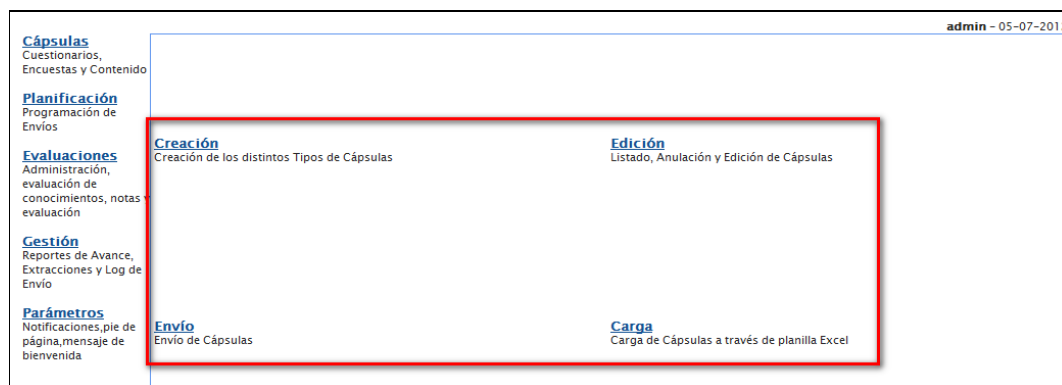 admin - 05-07-201
Cápsulas
Cuestionarios,
Encuestas y Contenido
Planificación
Programación de
Envíos
Evaluaciones
Administración,
evaluación de
conocimientos, notas y
evaluación
Gestión
Reportes de Avance,
Extracciones y Log de
Envío
Parámetros
Notificaciones,pie de
página,mensaje de
bienvenida
Creación
Creación de los distintos Tipos de Cápsulas
Edición
Listado, Anulación y Edición de Cápsulas
Envío
Envío de Cápsulas
Carga
Carga de Cápsulas a través de planilla Excel